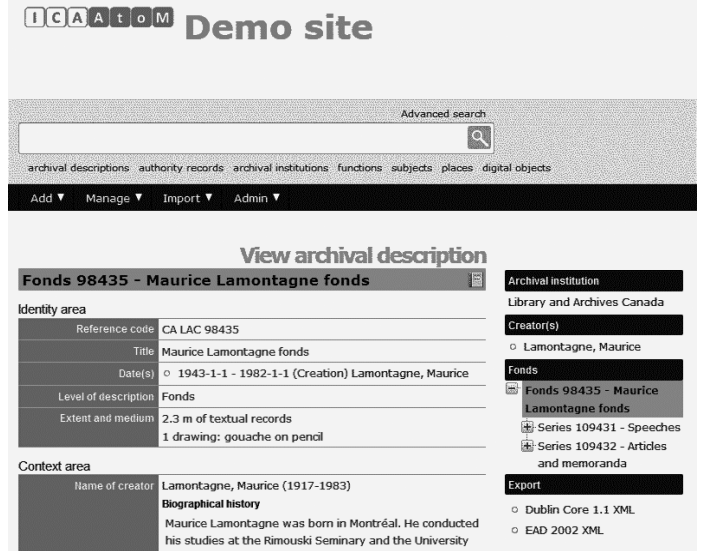 ICAAtoM Demo site
Advanced search
archival descriptions authority records archival institutions functions subjects places digital objects
Add ▼ Manage ▼ Import ▼ Admin ▼
View archival description
Fonds 98435 - Maurice Lamontagne fonds
Identity area
Reference code CA LAC 98435
Title Maurice Lamontagne fonds
Date(s) ○ 1943-1-1 - 1982-1-1 (Creation) Lamontagne, Maurice
Level of description Fonds
Extent and medium 2.3 m of textual records
1 drawing: gouache on pencil
Context area
Name of creator Lamontagne, Maurice (1917-1983)
Biographical history
Maurice Lamontagne was born in Montréal. He conducted
his studies at the Rimouski Seminary and the University
Archival institution
Library and Archives Canada
Creator(s)
○ Lamontagne, Maurice
Fonds
Fonds 98435 - Maurice
Lamontagne fonds
Series 109431 - Speeches
Series 109432 - Articles
and memoranda
Export
○ Dublin Core 1.1 XML
○ EAD 2002 XML